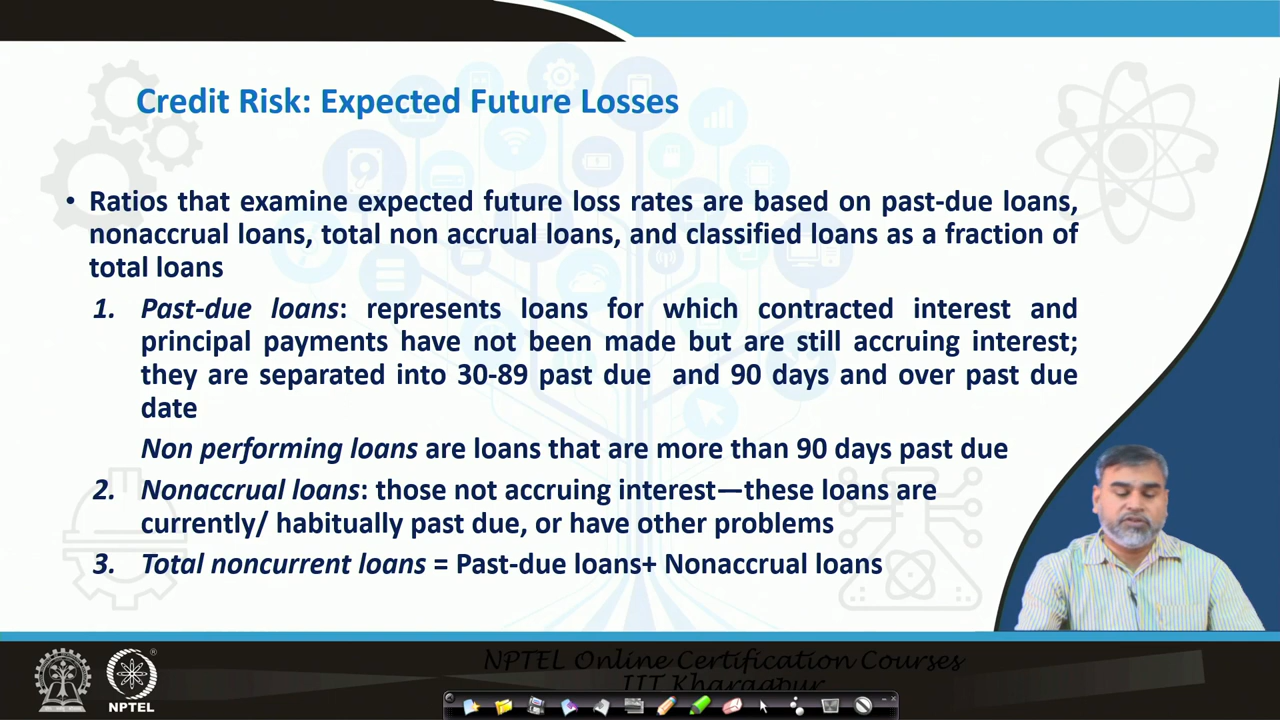 Credit Risk: Expected Future Losses
• Ratios that examine expected future loss rates are based on past-due loans,
nonaccrual loans, total non accrual loans, and classified loans as a fraction of
total loans
1. Past-due loans: represents loans for which contracted interest and
principal payments have not been made but are still accruing interest;
they are separated into 30-89 past due and 90 days and over past due
date
Non performing loans are loans that are more than 90 days past due
2. Nonaccrual loans: those not accruing interest—these loans are
currently/ habitually past due, or have other problems
3. Total noncurrent loans = Past-due loans+ Nonaccrual loans
NPTEL Online Certification Courses
IIT Kharagpur
NPTEL